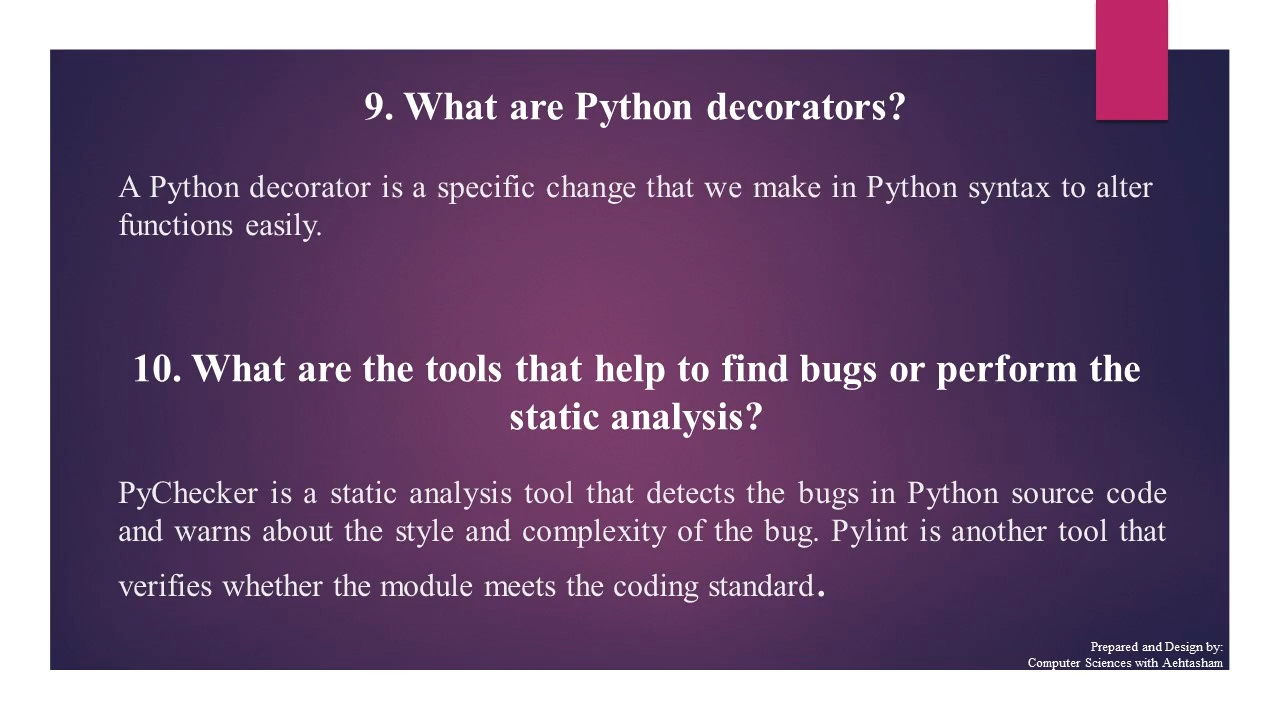 9. What are Python decorators?
A Python decorator is a specific change that we make in Python syntax to alter
functions easily.
10. What are the tools that help to find bugs or perform the
static analysis?
PyChecker is a static analysis tool that detects the bugs in Python source code
and warns about the style and complexity of the bug. Pylint is another tool that
verifies whether the module meets the coding standard.
Prepared and Design by:
Computer Sciences with Aehtasham